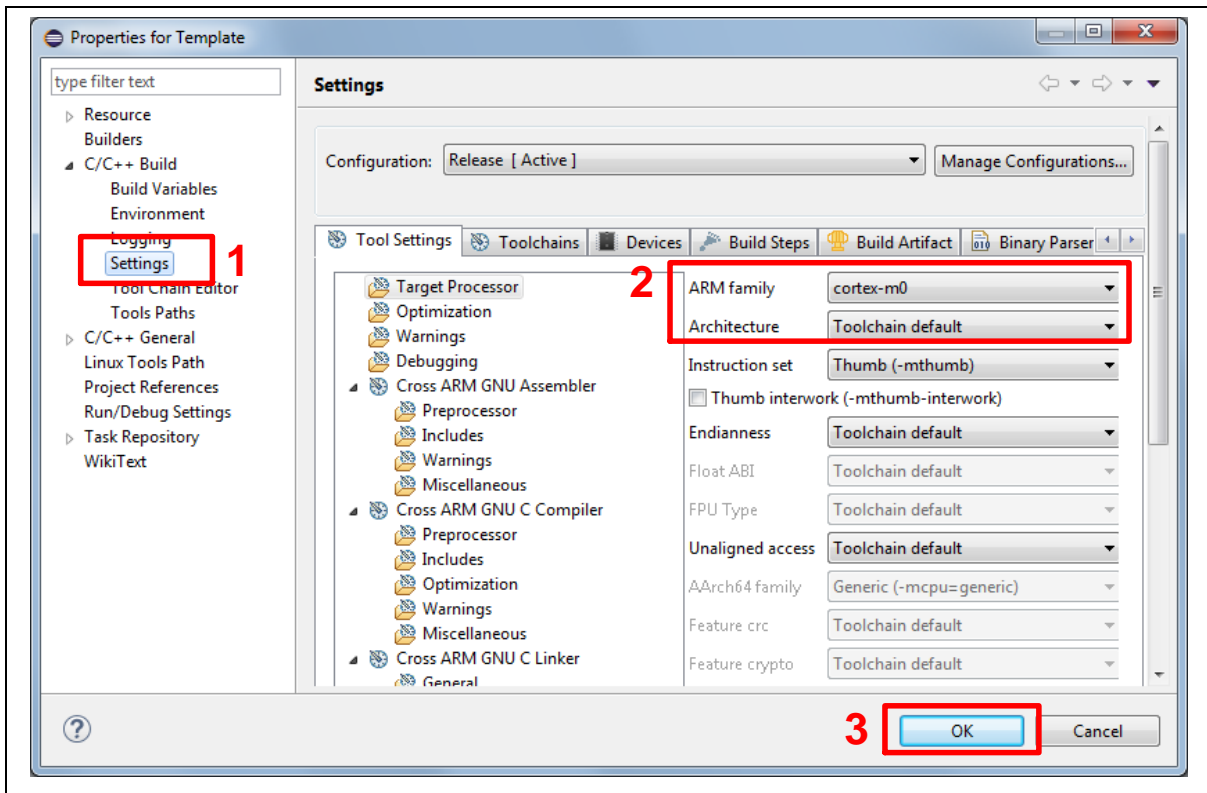 Properties for Template
type filter text
Resource
Builders
C/C++ Build
Build Variables
Environment
Logging
Settings
1
Tool Chain Editor
Tools Paths
C/C++ General
Linux Tools Path
Project References
Run/Debug Settings
Task Repository
WikiText
Settings
Configuration: Release [ Active ] Manage Configurations...
Tool Settings Toolchains Devices Build Steps Build Artifact Binary Parser
Target Processor
Optimization
Warnings
Debugging
Cross ARM GNU Assembler
Preprocessor
Includes
Warnings
Miscellaneous
Cross ARM GNU C Compiler
Preprocessor
Includes
Optimization
Warnings
Miscellaneous
Cross ARM GNU C Linker
General
2
ARM family cortex-m0
Architecture Toolchain default
Instruction set Thumb (-mthumb)
Thumb interwork (-mthumb-interwork)
Endianness Toolchain default
Float ABI Toolchain default
FPU Type Toolchain default
Unaligned access Toolchain default
AArch64 family Generic (-mcpu=generic)
Feature crc Toolchain default
Feature crypto Toolchain default
3
OK Cancel